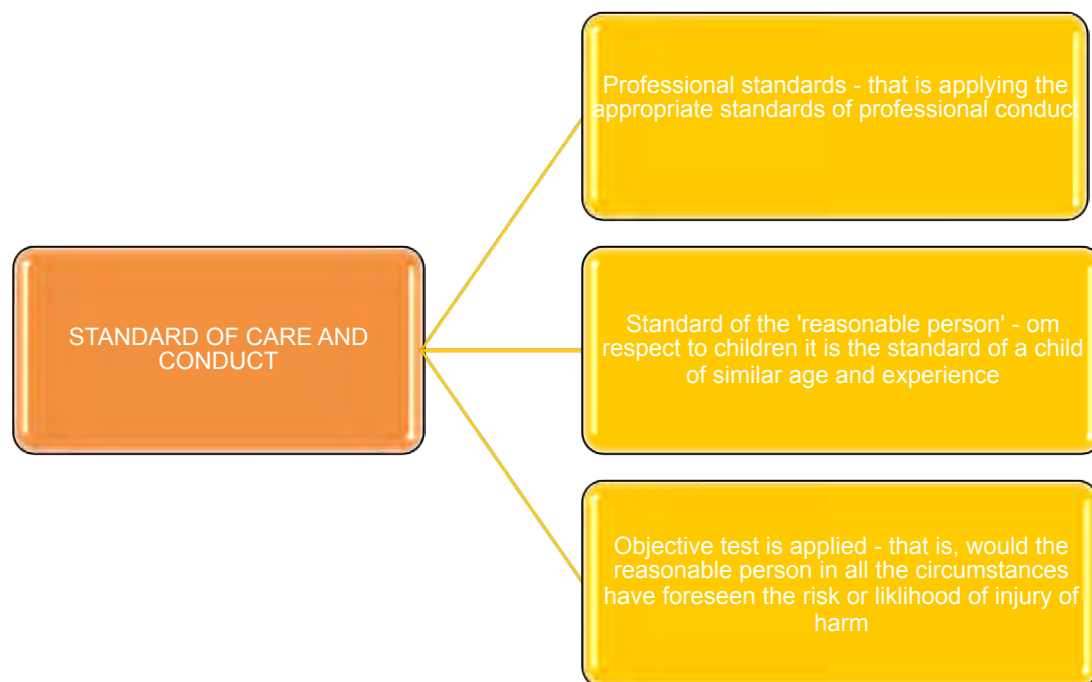 Professional standards - that is applying the
appropriate standards of professional conduct
STANDARD OF CARE AND
CONDUCT
Standard of the 'reasonable person' - om
respect to children it is the standard of a child
of similar age and experience
Objective test is applied - that is, would the
reasonable person in all the circumstances
have foreseen the risk or liklihood of injury of
harm